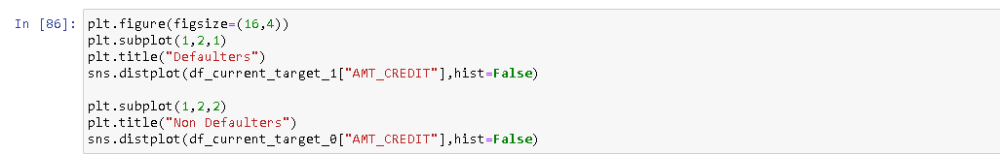 In [86]: plt.figure(figsize=(16,4))
plt.subplot(1,2,1)
plt.title("Defaulters")
sns.distplot(df_current_target_1["AMT_CREDIT"],hist=False)
plt.subplot(1,2,2)
plt.title("Non Defaulters")
sns.distplot(df_current_target_0["AMT_CREDIT"],hist=False)